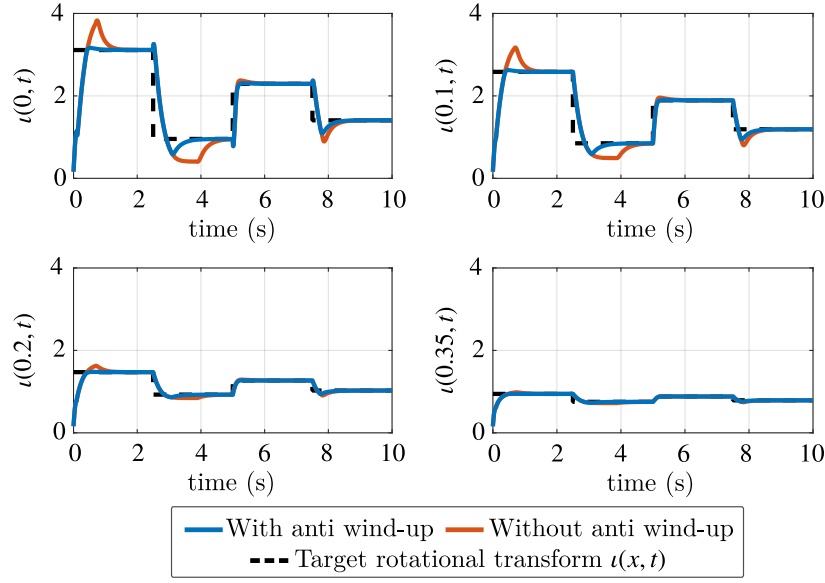 4
2
0
ι(0, t)
0 2 4 6 8 10
time (s)
4
2
0
ι(0.1, t)
0 2 4 6 8 10
time (s)
4
2
0
ι(0.2, t)
0 2 4 6 8 10
time (s)
4
2
0
ι(0.35, t)
0 2 4 6 8 10
time (s)
With anti wind-up Without anti wind-up
Target rotational transform ι(x, t)